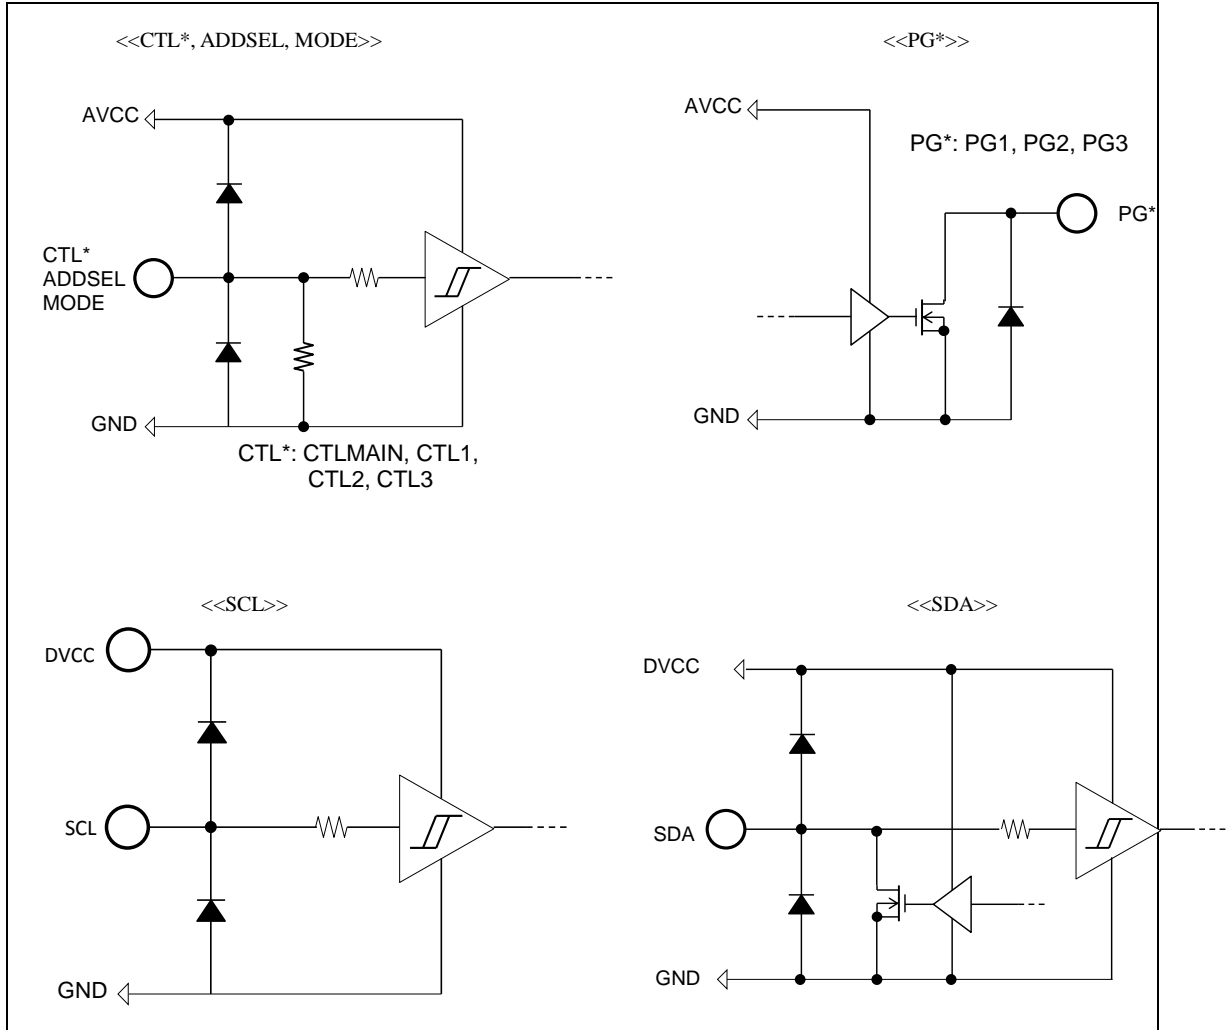 <<CTL*, ADDSEL, MODE>>
AVCC
CTL*
ADDSEL
MODE
GND
CTL*: CTLMAIN, CTL1,
CTL2, CTL3
<<PG*>>
AVCC
PG*: PG1, PG2, PG3
PG*
GND
<<SCL>>
DVCC
SCL
GND
<<SDA>>
DVCC
SDA
GND